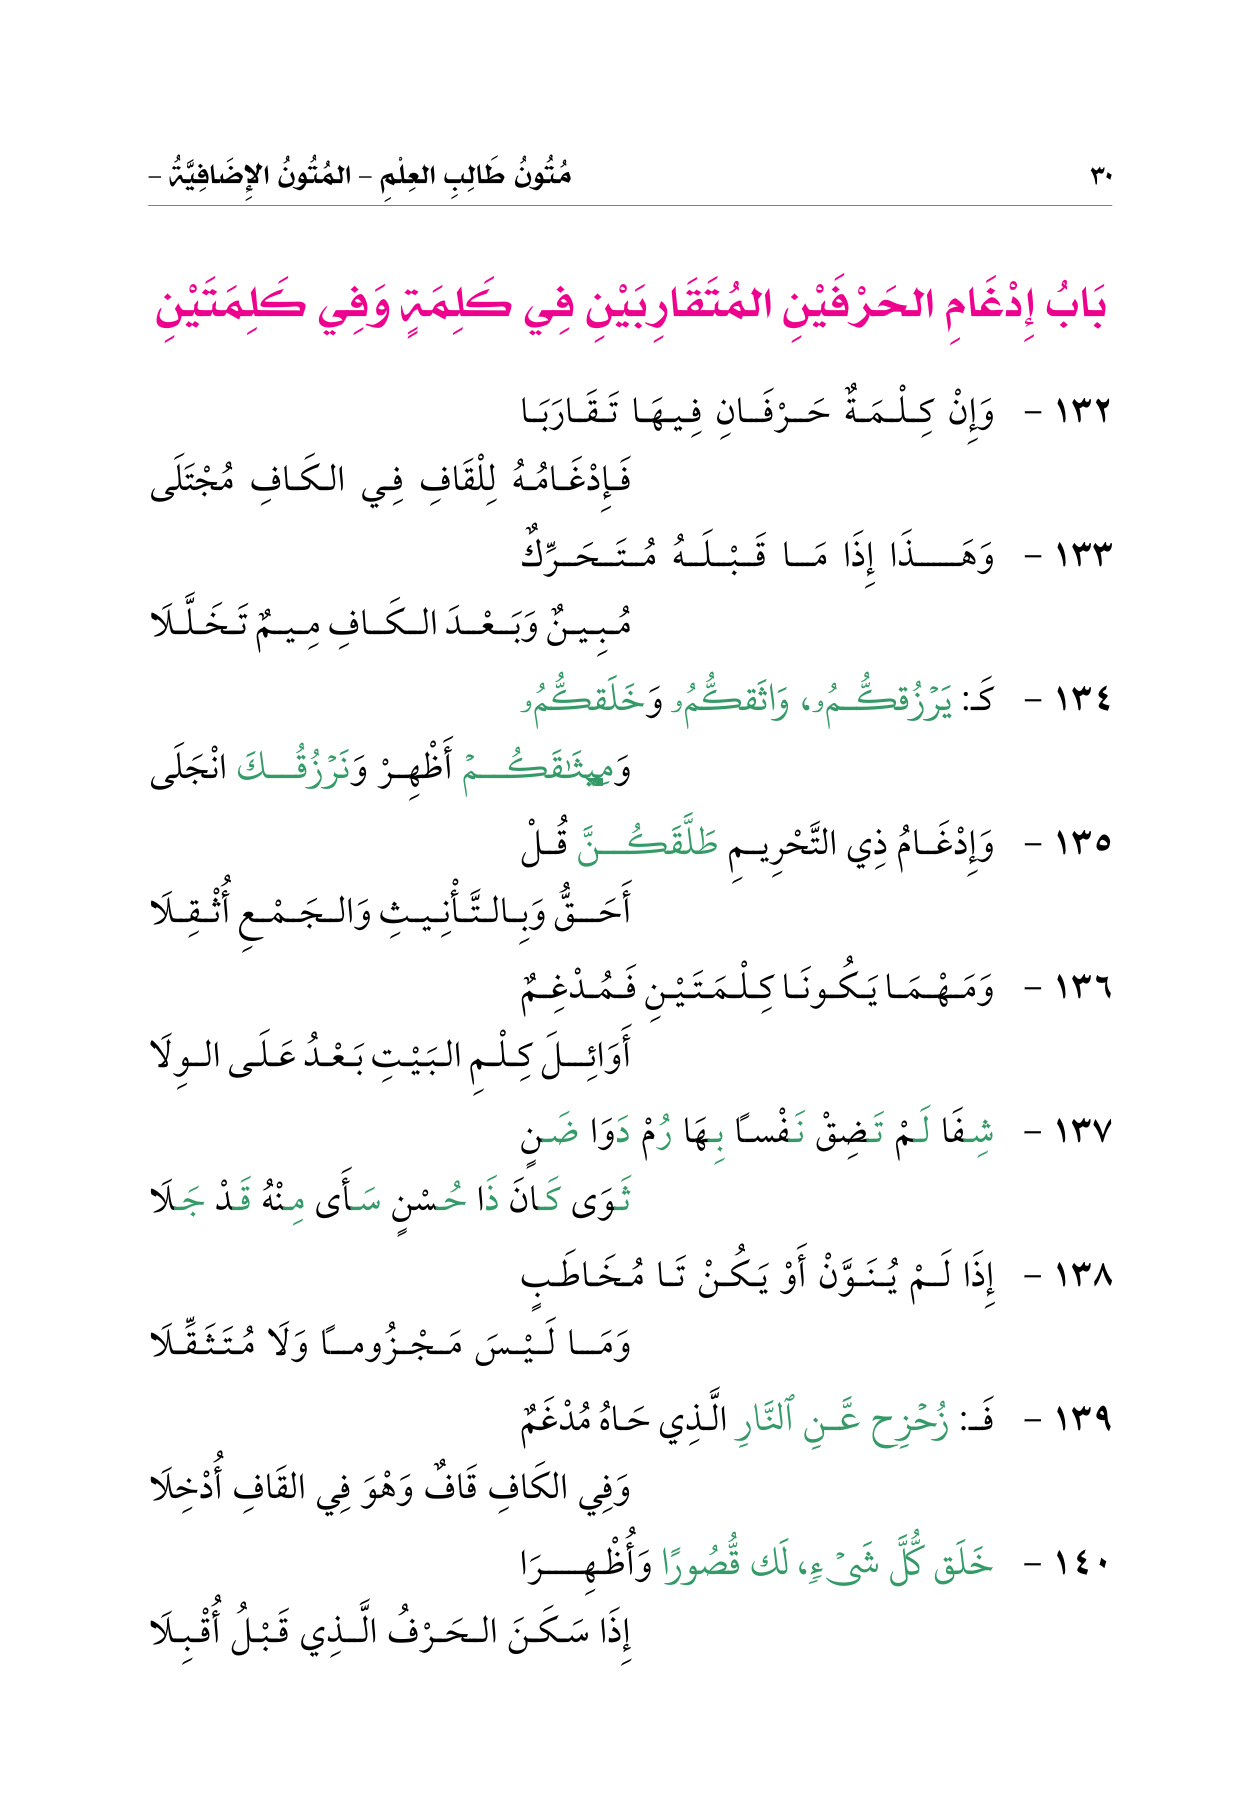 ٣٠ مُتُونُ طَالِبِ العِلْمِ – المُتُونُ الإِضَافِيَّةُ –
بَابُ إِدْغَامِ الحَرْفَيْنِ المُتَقَارِبَيْنِ فِي كَلِمَةٍ وَفِي كَلِمَتَيْنِ
١٣٢ – وَإِنْ كِلْمَةٌ حَرْفَانِ فِيهَا تَقَارَبَا
فَإِدْغَامُهُ لِلْقَافِ فِي الكَافِ مُجْتَلَى
١٣٣ – وَهَذَا إِذَا مَا قَبْلَهُ مُتَحَرِّكٌ
مُبِينٌ وَبَعْدَ الكَافِ مِيمٌ تَخَلَّلَا
١٣٤ – كَـ: يَرۡزُقكُّمُۥ، وَاثَقكُّمُۥ وَخَلَقكُّمُۥ
وَمِيثَٰقَكُمۡ أَظْهِرْ وَنَرۡزُقُكَ انْجَلَى
١٣٥ – وَإِدْغَامُ ذِي التَّحْرِيمِ طَلَّقَكُنَّ قُلْ
أَحَقُّ وَبِالتَّأْنِيثِ وَالجَمْعِ أُثْقِلَا
١٣٦ – وَمَهْمَا يَكُونَا كِلْمَتَيْنِ فَمُدْغِمٌ
أَوَائِلَ كِلْمِ البَيْتِ بَعْدُ عَلَى الوِلَا
١٣٧ – شِفَا لَمْ تَضِقْ نَفْسًا بِهَا رُمْ دَوَا ضَنٍ
ثَوَى كَانَ ذَا حُسْنٍ سَأَى مِنْهُ قَدْ جَلَا
١٣٨ – إِذَا لَمْ يُنَوَّنْ أَوْ يَكُنْ تَا مُخَاطَبٍ
وَمَا لَيْسَ مَجْزُومًا وَلَا مُتَثَقِّلَا
١٣٩ – فَـ: زُحۡزِح عَّنِ ٱلنَّارِ الَّذِي حَاهُ مُدْغَمٌ
وَفِي الكَافِ قَافٌ وَهْوَ فِي القَافِ أُدْخِلَا
١٤٠ – خَلَق كُّلَّ شَيۡءٖ، لَك قُّصُورًا وَأُظْهِرَا
إِذَا سَكَنَ الحَرْفُ الَّذِي قَبْلُ أُقْبِلَا